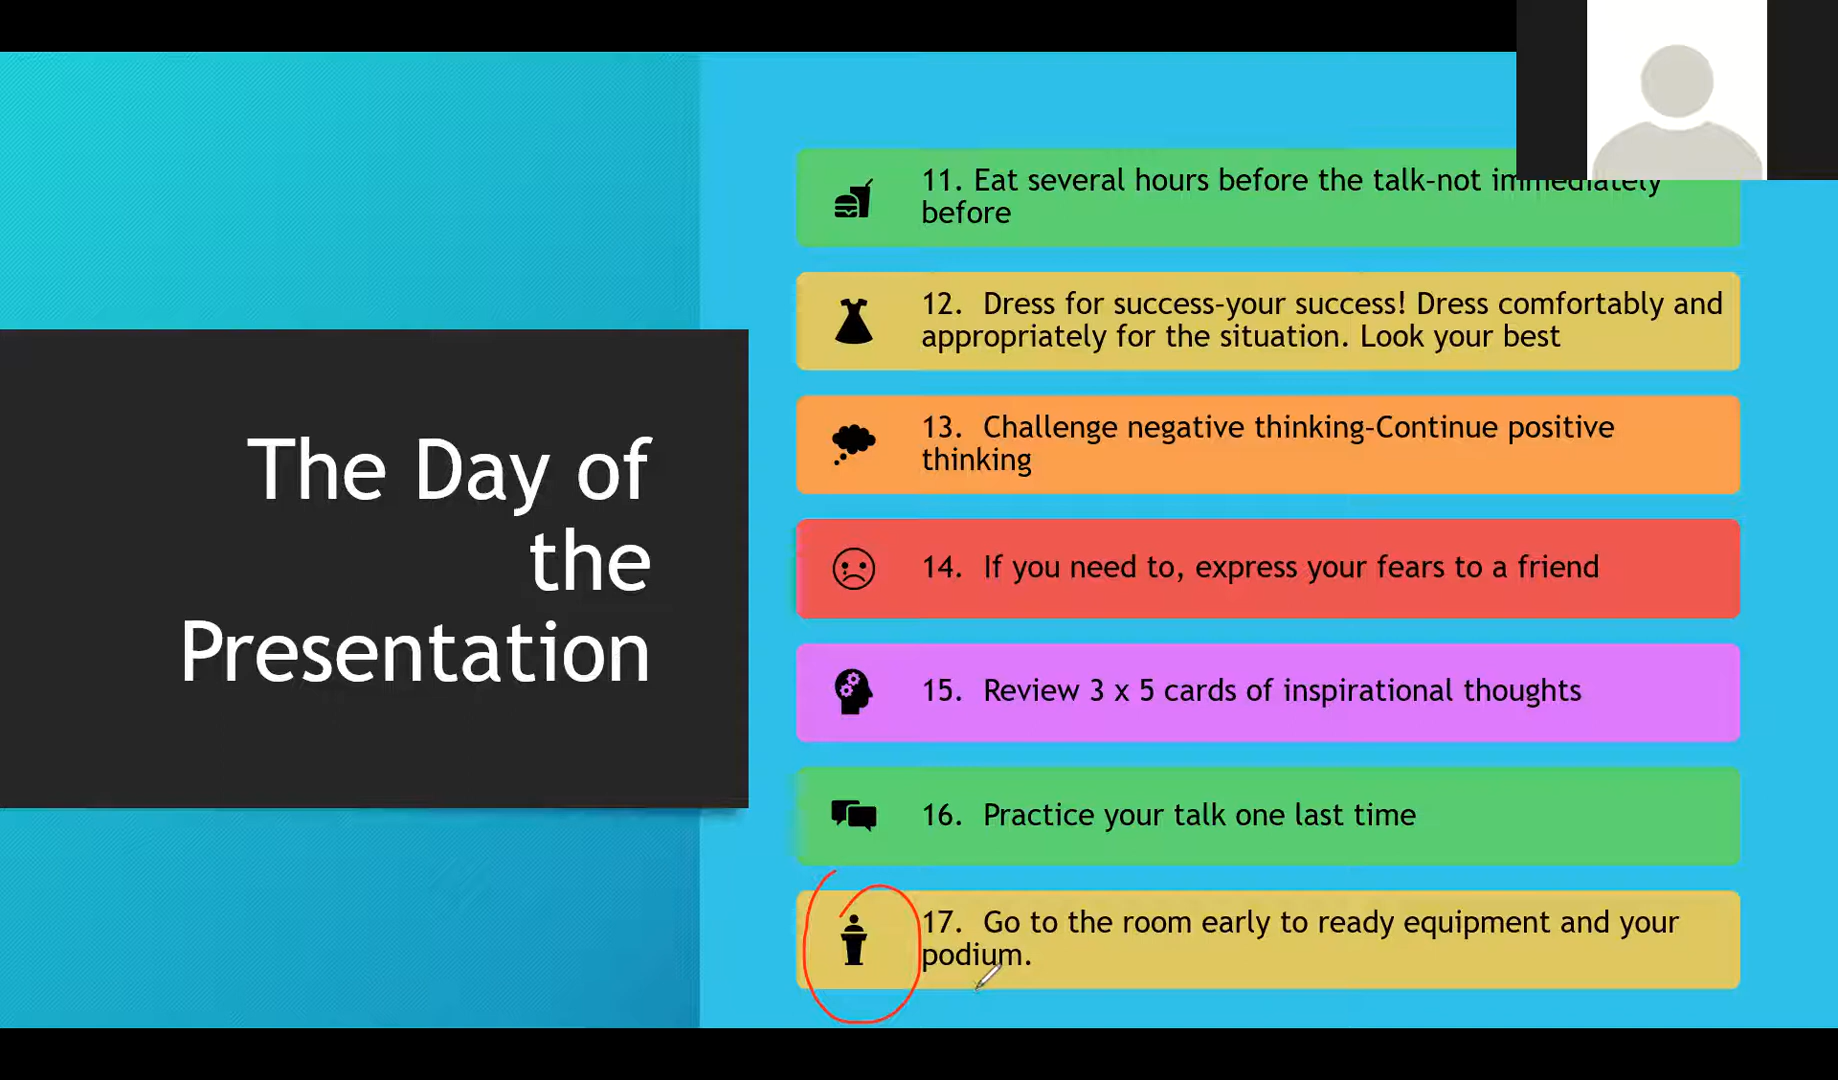 The Day of
the
Presentation
11. Eat several hours before the talk-not immediately
before
12. Dress for success-your success! Dress comfortably and
appropriately for the situation. Look your best
13. Challenge negative thinking-Continue positive
thinking
14. If you need to, express your fears to a friend
15. Review 3 x 5 cards of inspirational thoughts
16. Practice your talk one last time
17. Go to the room early to ready equipment and your
podium.